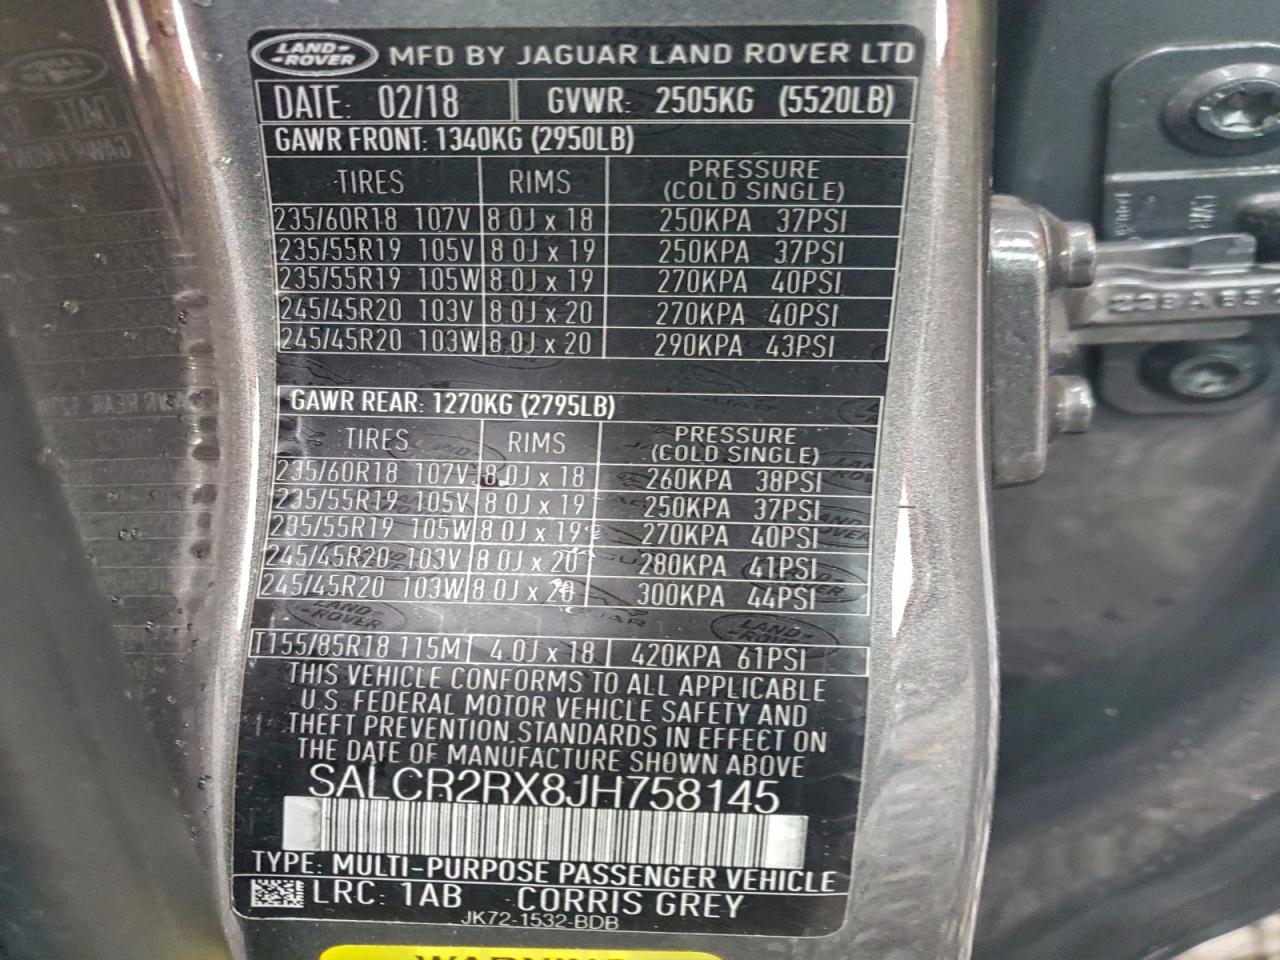 LAND-ROVER MFD BY JAGUAR LAND ROVER LTD
DATE: 02/18 GVWR: 2505KG (5520LB)
GAWR FRONT: 1340KG (2950LB)
TIRES RIMS PRESSURE (COLD SINGLE)
235/60R18 107V 8.0J x 18 250KPA 37PSI
235/55R19 105V 8.0J x 19 250KPA 37PSI
235/55R19 105W 8.0J x 19 270KPA 40PSI
245/45R20 103V 8.0J x 20 270KPA 40PSI
245/45R20 103W 8.0J x 20 290KPA 43PSI
GAWR REAR: 1270KG (2795LB)
TIRES RIMS PRESSURE (COLD SINGLE)
235/60R18 107V 8.0J x 18 260KPA 38PSI
235/55R19 105V 8.0J x 19 250KPA 37PSI
235/55R19 105W 8.0J x 19 270KPA 40PSI
245/45R20 103V 8.0J x 20 280KPA 41PSI
245/45R20 103W 8.0J x 20 300KPA 44PSI
T155/85R18 115M 4.0J x 18 420KPA 61PSI
THIS VEHICLE CONFORMS TO ALL APPLICABLE
U.S. FEDERAL MOTOR VEHICLE SAFETY AND
THEFT PREVENTION STANDARDS IN EFFECT ON
THE DATE OF MANUFACTURE SHOWN ABOVE
SALCR2RX8JH758145
TYPE: MULTI-PURPOSE PASSENGER VEHICLE
LRC: 1AB CORRIS GREY
JK72-1532-BDB
WARNING